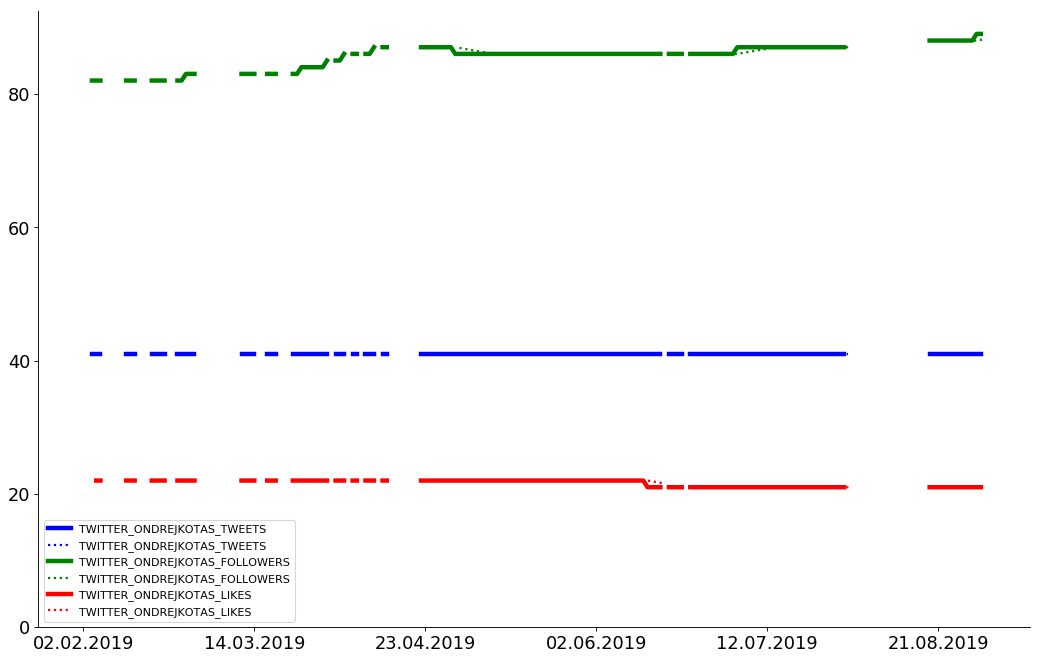 80
60
40
20
0
TWITTER_ONDREJKOTAS_TWEETS
TWITTER_ONDREJKOTAS_TWEETS
TWITTER_ONDREJKOTAS_FOLLOWERS
TWITTER_ONDREJKOTAS_FOLLOWERS
TWITTER_ONDREJKOTAS_LIKES
TWITTER_ONDREJKOTAS_LIKES
02.02.2019 14.03.2019 23.04.2019 02.06.2019 12.07.2019 21.08.2019